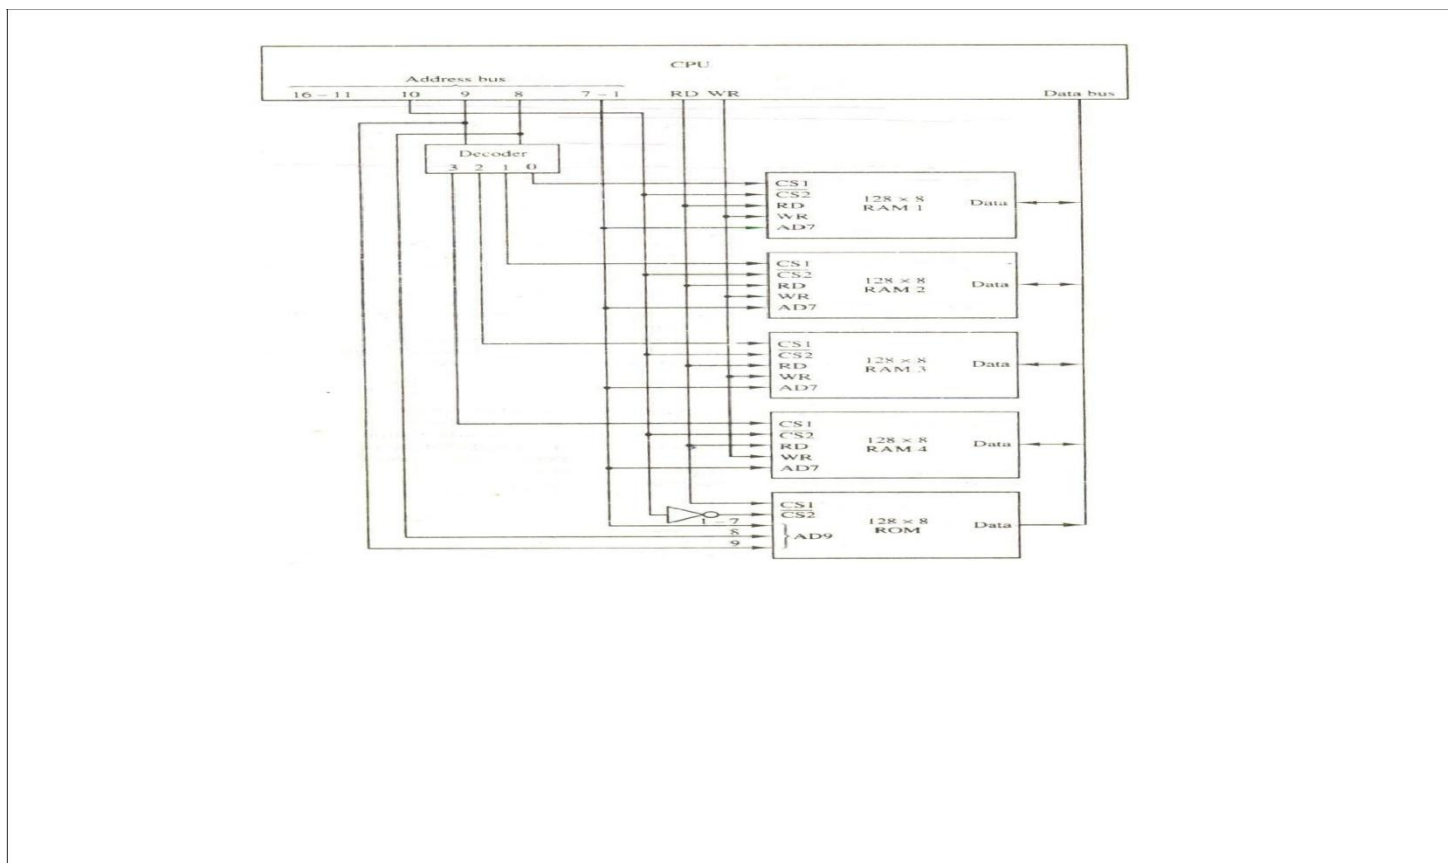 CPU
Address bus
16 – 11 10 9 8 7 – 1 RD WR Data bus
Decoder
3 2 1 0
CS1
CS2
RD
WR
AD7
128 × 8
RAM 1
Data
CS1
CS2
RD
WR
AD7
128 × 8
RAM 2
Data
CS1
CS2
RD
WR
AD7
128 × 8
RAM 3
Data
CS1
CS2
RD
WR
AD7
128 × 8
RAM 4
Data
CS1
CS2
1 – 7
8
9
AD9
128 × 8
ROM
Data